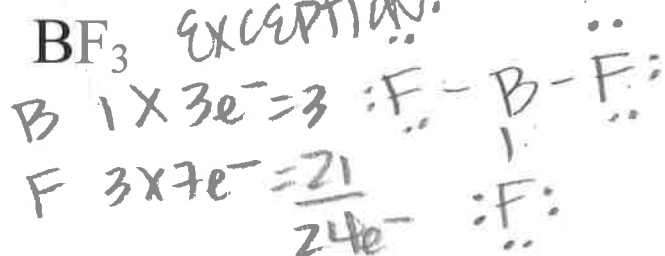 BF₃ EXCEPTION:
B 1 × 3e⁻ = 3
F 3 × 7e⁻ = 21
24e⁻
:F̤̈ - B - F̤̈:
|
:F̤: